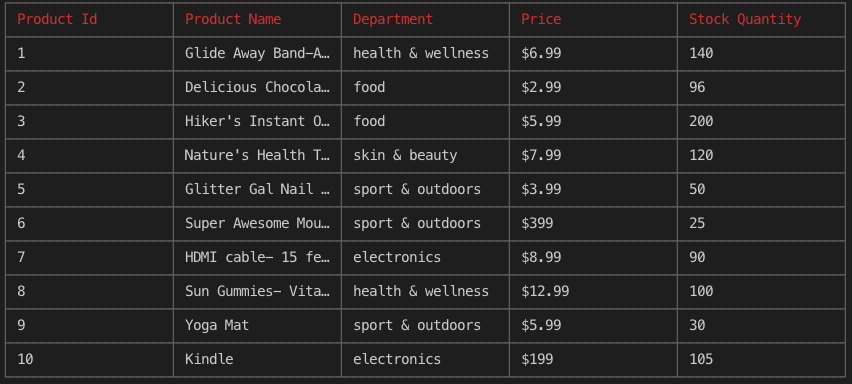 Product Id Product Name Department Price Stock Quantity
1 Glide Away Band-A… health & wellness $6.99 140
2 Delicious Chocola… food $2.99 96
3 Hiker's Instant O… food $5.99 200
4 Nature's Health T… skin & beauty $7.99 120
5 Glitter Gal Nail … sport & outdoors $3.99 50
6 Super Awesome Mou… sport & outdoors $399 25
7 HDMI cable- 15 fe… electronics $8.99 90
8 Sun Gummies- Vita… health & wellness $12.99 100
9 Yoga Mat sport & outdoors $5.99 30
10 Kindle electronics $199 105